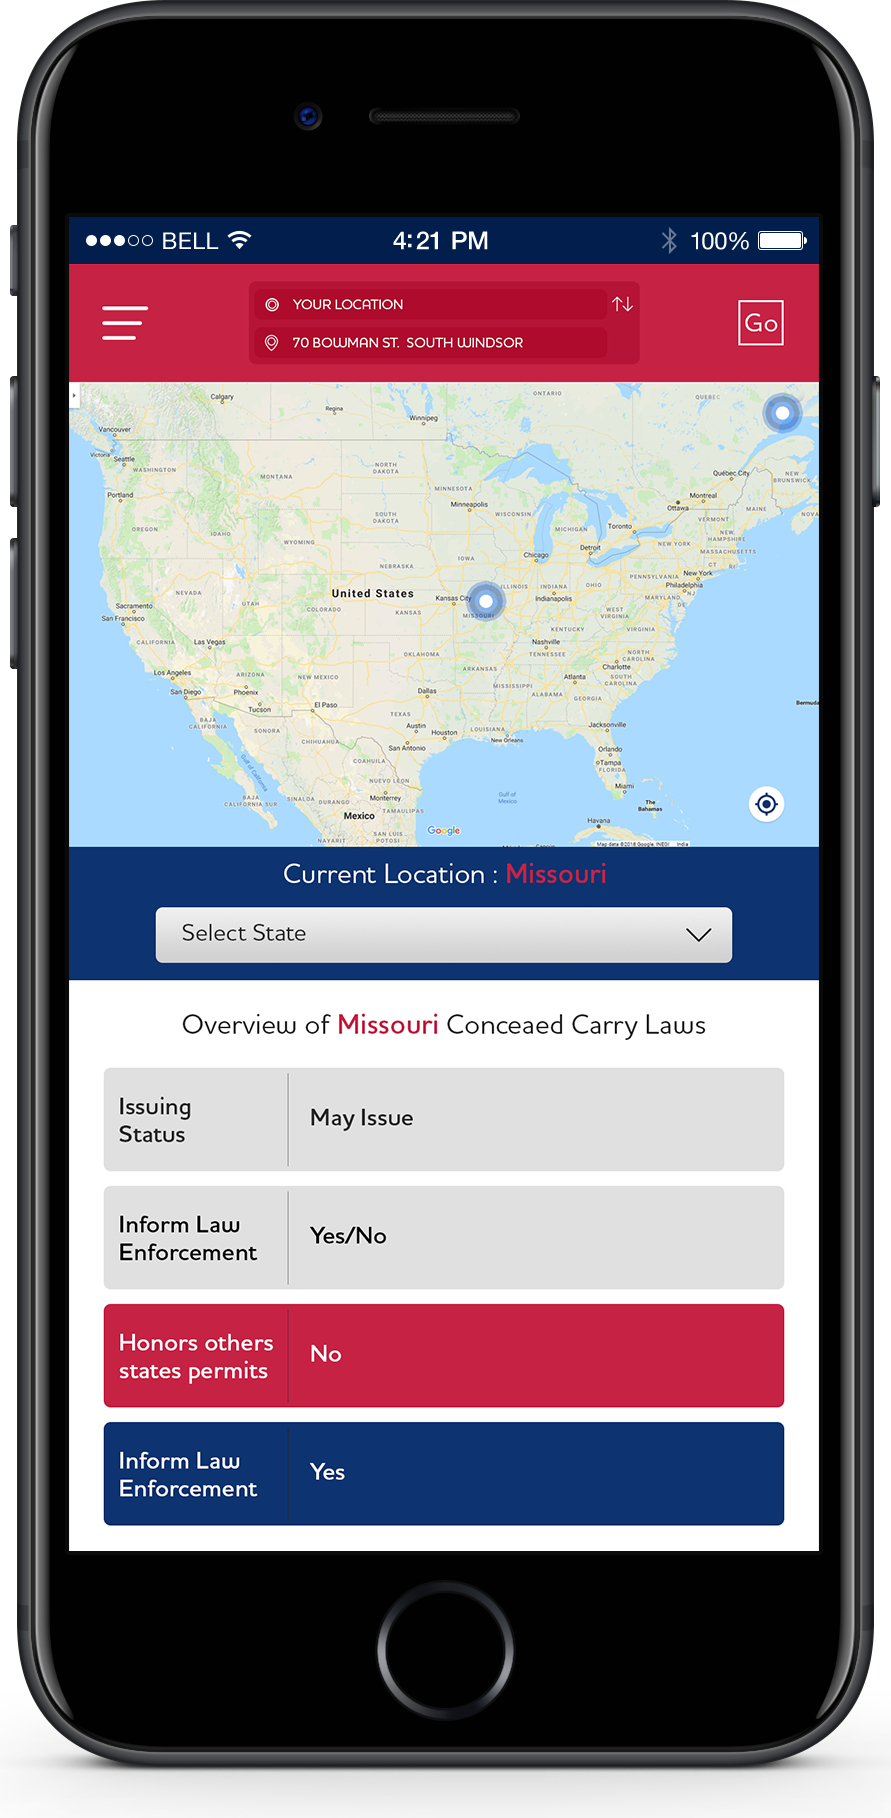 BELL
4:21 PM
100%
YOUR LOCATION
70 BOWMAN ST. SOUTH WINDSOR
Go
Calgary
Regina
Winnipeg
ONTARIO
QUEBEC
Vancouver
Victoria
Seattle
WASHINGTON
MONTANA
NORTH
DAKOTA
Québec City
NEW
BRUNSWICK
Portland
MINNESOTA
Montreal
Ottawa
MAINE
NOVA
OREGON
IDAHO
SOUTH
DAKOTA
Minneapolis
WISCONSIN
MICHIGAN
Toronto
VERMONT
NEW
HAMPSHIRE
WYOMING
Chicago
Detroit
NEW YORK
MASSACHUSETTS
CT
RI
IOWA
NEBRASKA
PENNSYLVANIA
New York
Philadelphia
NJ
NEVADA
UTAH
United States
COLORADO
Kansas City
KANSAS
MISSOURI
ILLINOIS
INDIANA
Indianapolis
OHIO
MARYLAND
DE
Sacramento
San Francisco
WEST
VIRGINIA
CALIFORNIA
Las Vegas
KENTUCKY
VIRGINIA
Nashville
TENNESSEE
NORTH
CAROLINA
OKLAHOMA
ARKANSAS
Charlotte
Los Angeles
ARIZONA
NEW MEXICO
Atlanta
SOUTH
CAROLINA
San Diego
Phoenix
Dallas
MISSISSIPPI
ALABAMA
GEORGIA
Tucson
El Paso
Bermuda
BAJA
CALIFORNIA
SONORA
TEXAS
Austin
Houston
LOUISIANA
New Orleans
Jacksonville
CHIHUAHUA
San Antonio
Orlando
Tampa
FLORIDA
Gulf of
California
COAHUILA
NUEVO LEON
Miami
BAJA
CALIFORNIA SUR
SINALOA
DURANGO
Monterrey
TAMAULIPAS
Gulf of
Mexico
The
Bahamas
Mexico
Havana
NAYARIT
SAN LUIS
POTOSI
Google
Cancun
Map data ©2018 Google, INEGI
India
Current Location : Missouri
Select State
Overview of Missouri Conceaed Carry Laws
Issuing
Status
May Issue
Inform Law
Enforcement
Yes/No
Honors others
states permits
No
Inform Law
Enforcement
Yes